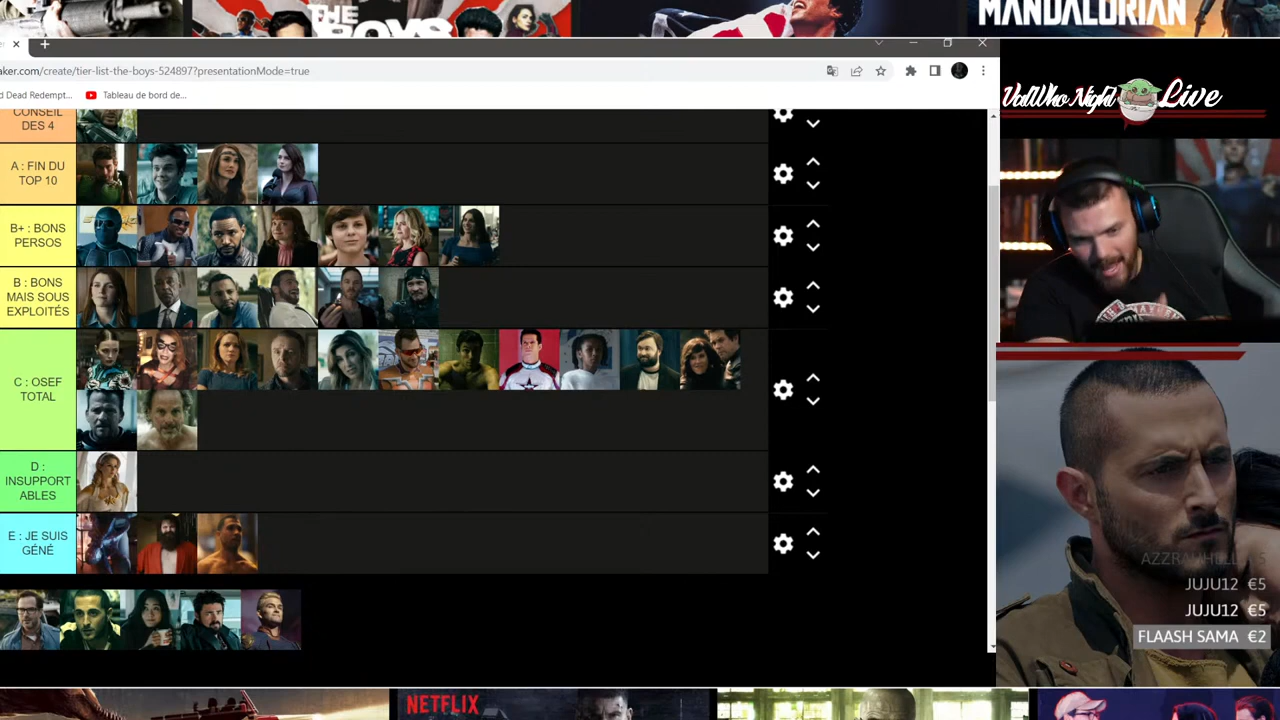 THE
BOYS
MANDALORIAN
aker.com/create/tier-list-the-boys-524897?presentationMode=true
d Dead Redempt...
Tableau de bord de...
Live
CONSEIL
DES 4
A : FIN DU
TOP 10
B+ : BONS
PERSOS
B : BONS
MAIS SOUS
EXPLOITÉS
C : OSEF
TOTAL
D :
INSUPPORT
ABLES
E : JE SUIS
GÉNÉ
JUJU12 €5
JUJU12 €5
FLAASH SAMA €2
NETFLIX